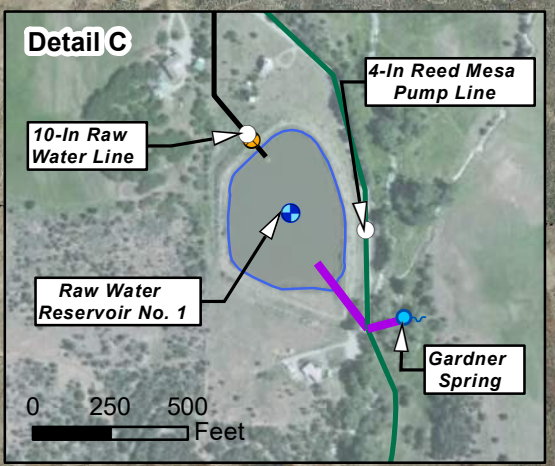 Detail C
4-In Reed Mesa
Pump Line
10-In Raw
Water Line
Raw Water
Reservoir No. 1
Gardner
Spring
0 250 500
Feet